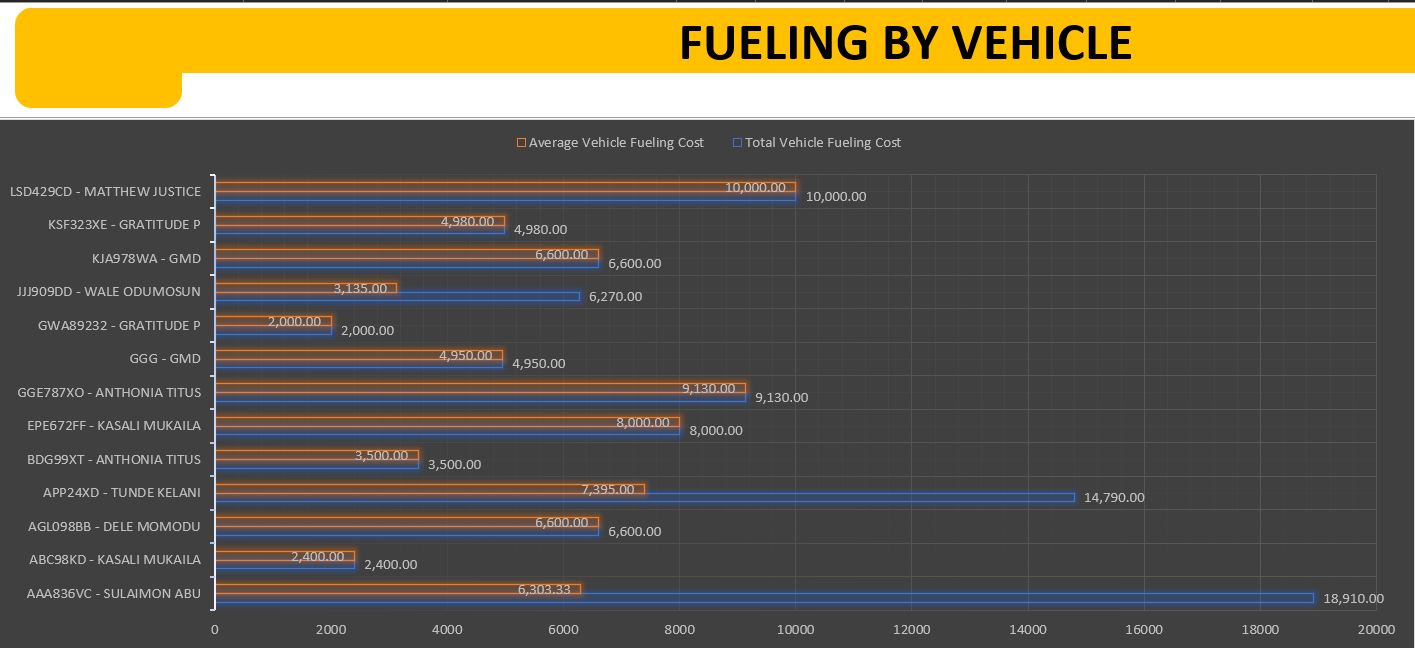 FUELING BY VEHICLE
Average Vehicle Fueling Cost Total Vehicle Fueling Cost
LSD429CD - MATTHEW JUSTICE 10,000.00 10,000.00
KSF323XE - GRATITUDE P 4,980.00 4,980.00
KJA978WA - GMD 6,600.00 6,600.00
JJJ909DD - WALE ODUMOSUN 3,135.00 6,270.00
GWA89232 - GRATITUDE P 2,000.00 2,000.00
GGG - GMD 4,950.00 4,950.00
GGE787XO - ANTHONIA TITUS 9,130.00 9,130.00
EPE672FF - KASALI MUKAILA 8,000.00 8,000.00
BDG99XT - ANTHONIA TITUS 3,500.00 3,500.00
APP24XD - TUNDE KELANI 7,395.00 14,790.00
AGL098BB - DELE MOMODU 6,600.00 6,600.00
ABC98KD - KASALI MUKAILA 2,400.00 2,400.00
AAA836VC - SULAIMON ABU 6,303.33 18,910.00
0 2000 4000 6000 8000 10000 12000 14000 16000 18000 20000